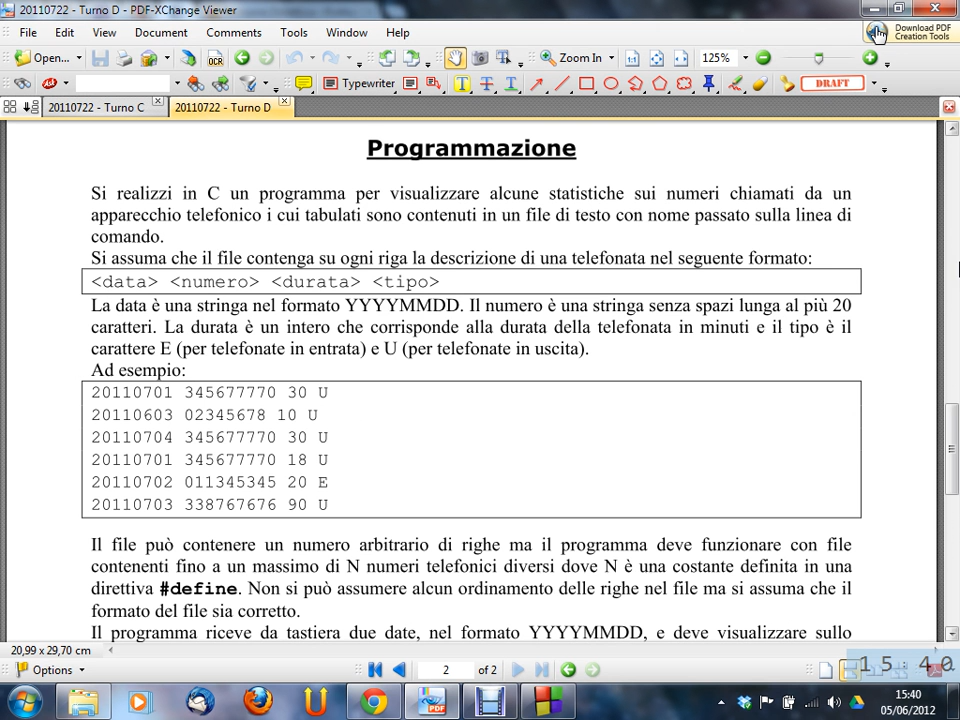 20110722 - Turno D - PDF-XChange Viewer
File Edit View Document Comments Tools Window Help
Download PDF
Creation Tools
Open... OCR Zoom In 125%
Typewriter T T T DRAFT
20110722 - Turno C 20110722 - Turno D
Programmazione
Si realizzi in C un programma per visualizzare alcune statistiche sui numeri chiamati da un
apparecchio telefonico i cui tabulati sono contenuti in un file di testo con nome passato sulla linea di
comando.
Si assuma che il file contenga su ogni riga la descrizione di una telefonata nel seguente formato:
<data> <numero> <durata> <tipo>
La data è una stringa nel formato YYYYMMDD. Il numero è una stringa senza spazi lunga al più 20
caratteri. La durata è un intero che corrisponde alla durata della telefonata in minuti e il tipo è il
carattere E (per telefonate in entrata) e U (per telefonate in uscita).
Ad esempio:
20110701 345677770 30 U
20110603 02345678 10 U
20110704 345677770 30 U
20110701 345677770 18 U
20110702 011345345 20 E
20110703 338767676 90 U
Il file può contenere un numero arbitrario di righe ma il programma deve funzionare con file
contenenti fino a un massimo di N numeri telefonici diversi dove N è una costante definita in una
direttiva #define. Non si può assumere alcun ordinamento delle righe nel file ma si assuma che il
formato del file sia corretto.
Il programma riceve da tastiera due date, nel formato YYYYMMDD, e deve visualizzare sullo
20,99 x 29,70 cm
Options 2 of 2
15:40
PDF
15:40
05/06/2012